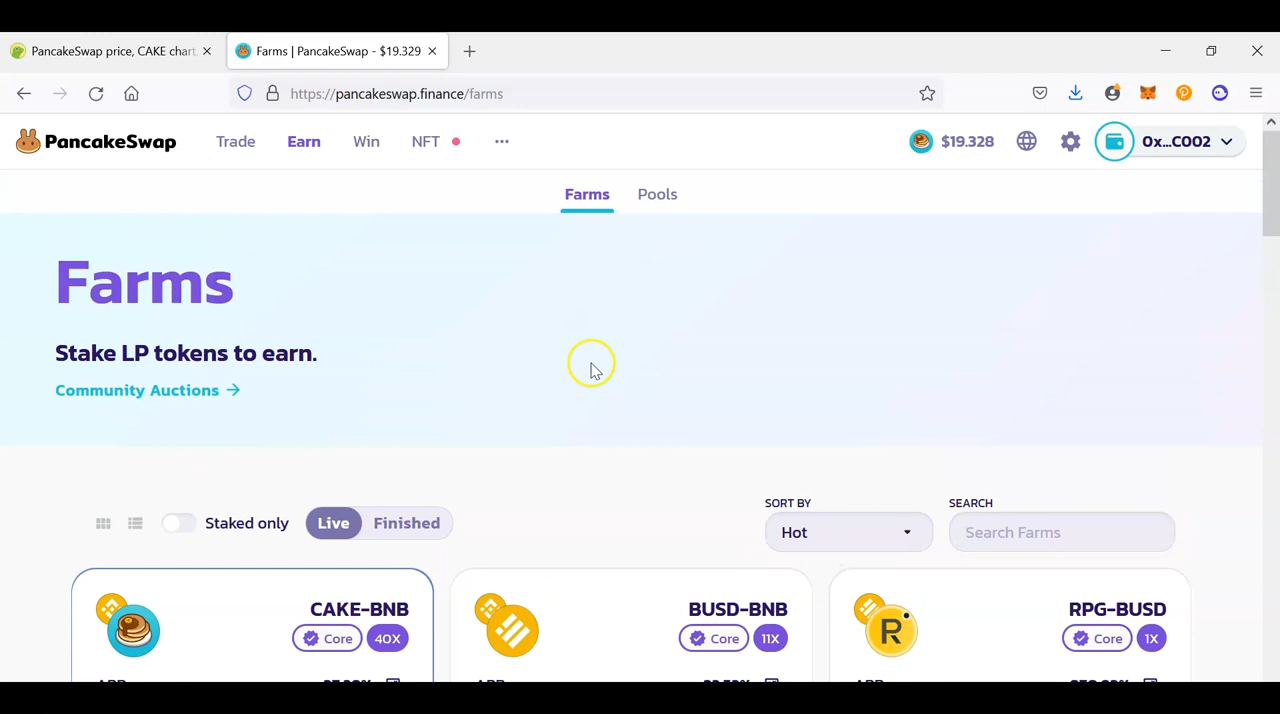 PancakeSwap price, CAKE chart,
Farms | PancakeSwap - $19.329
https://pancakeswap.finance/farms
PancakeSwap Trade Earn Win NFT $19.328 0x...C002
Farms Pools
Farms
Stake LP tokens to earn.
Community Auctions
SORT BY SEARCH
Staked only Live Finished Hot Search Farms
CAKE-BNB BUSD-BNB RPG-BUSD
Core 40X Core 11X Core 1X